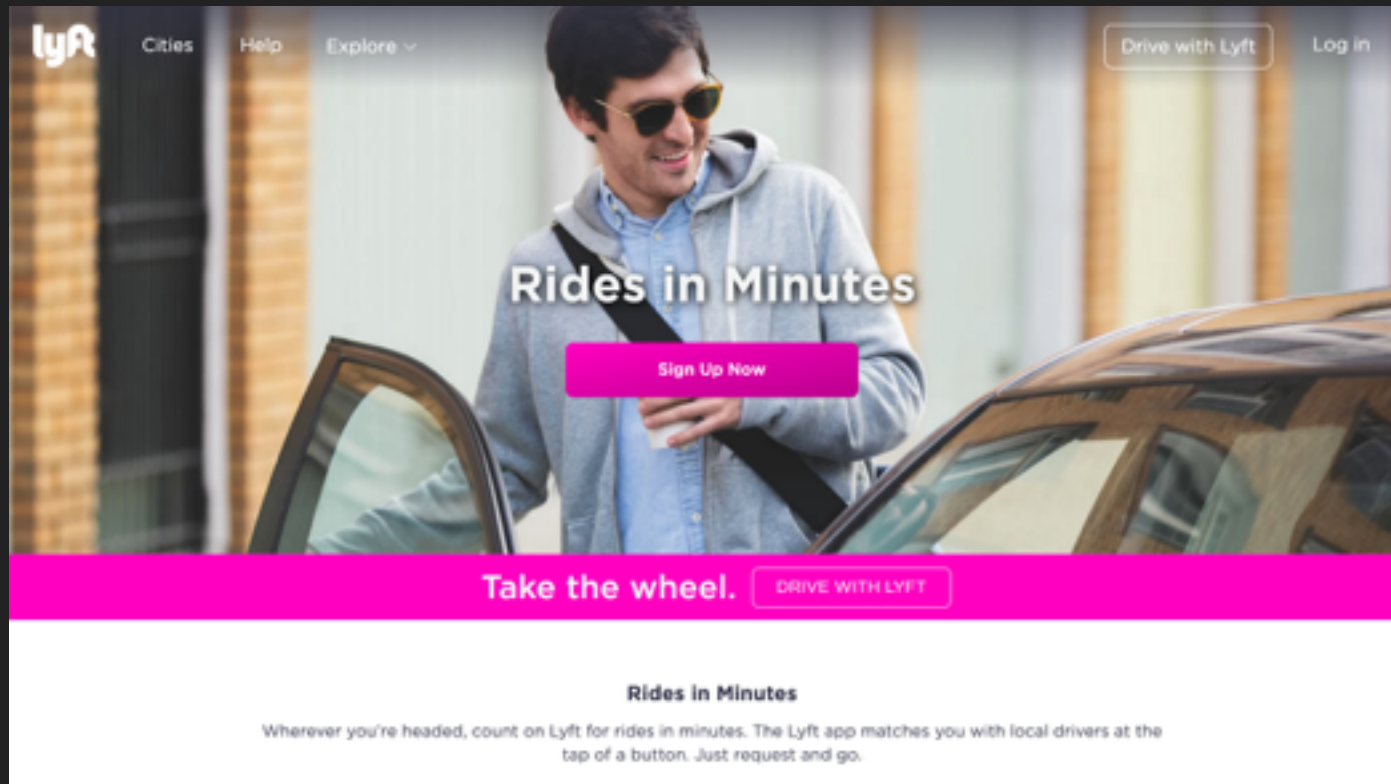 lyft
Cities
Help
Explore
Drive with Lyft
Log in
Rides in Minutes
Sign Up Now
Take the wheel.
DRIVE WITH LYFT
Rides in Minutes
Wherever you're headed, count on Lyft for rides in minutes. The Lyft app matches you with local drivers at the
tap of a button. Just request and go.